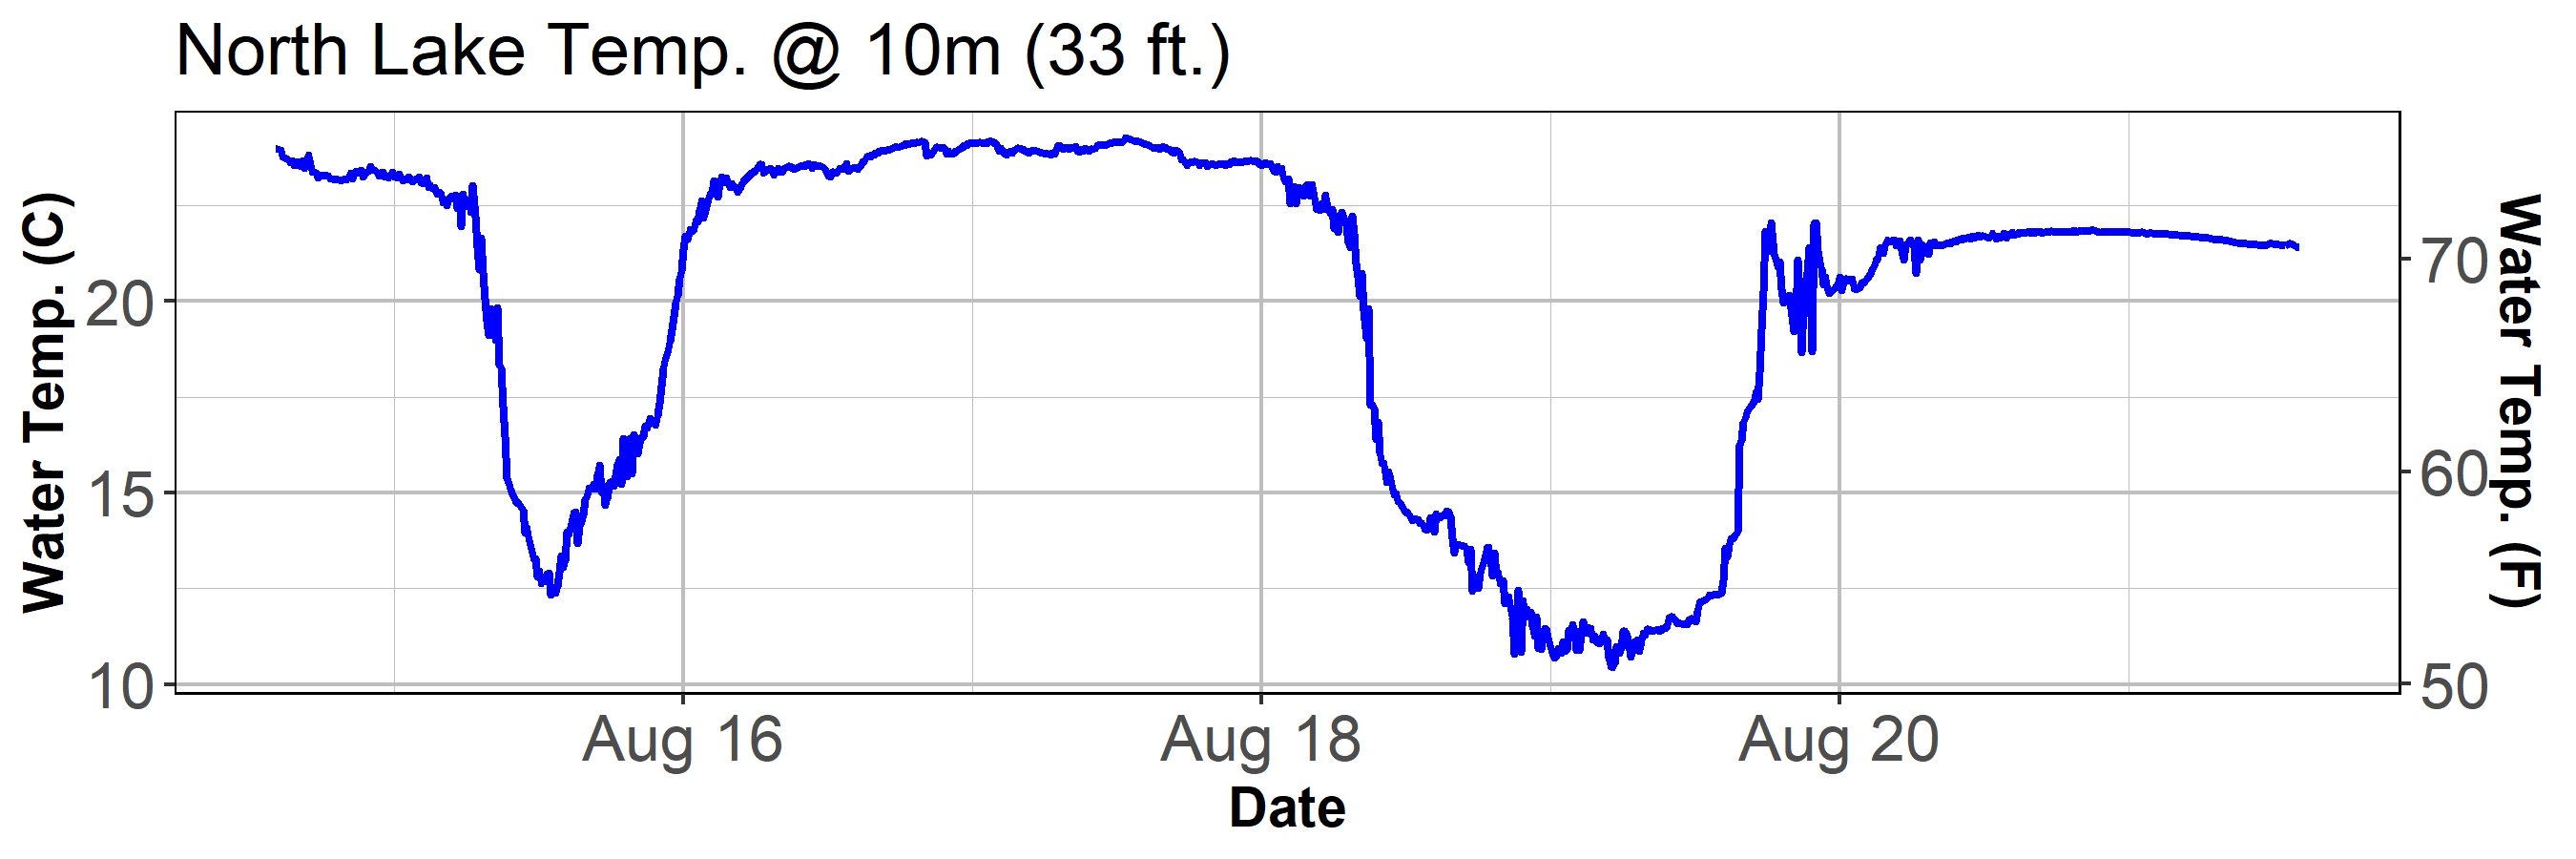 North Lake Temp. @ 10m (33 ft.)
Water Temp. (C)
20
15
10
70
60
50
Water Temp. (F)
Aug 16
Aug 18
Aug 20
Date